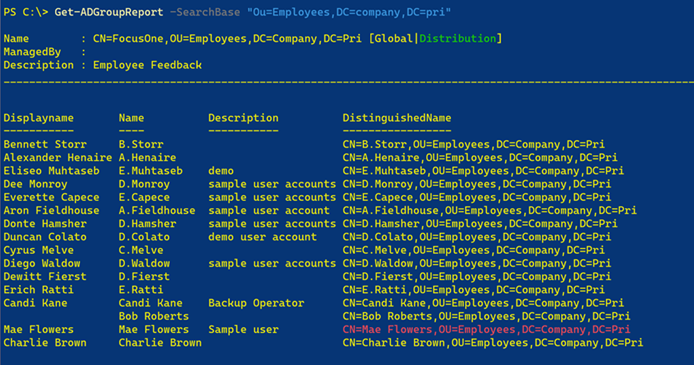 PS C:\> Get-ADGroupReport -SearchBase "Ou=Employees,DC=company,DC=pri"
Name : CN=FocusOne,OU=Employees,DC=Company,DC=Pri [Global|Distribution]
ManagedBy :
Description : Employee Feedback
Displayname Name Description DistinguishedName
----------- ---- ----------- -----------------
Bennett Storr B.Storr CN=B.Storr,OU=Employees,DC=Company,DC=Pri
Alexander Henaire A.Henaire CN=A.Henaire,OU=Employees,DC=Company,DC=Pri
Eliseo Muhtaseb E.Muhtaseb demo CN=E.Muhtaseb,OU=Employees,DC=Company,DC=Pri
Dee Monroy D.Monroy sample user accounts CN=D.Monroy,OU=Employees,DC=Company,DC=Pri
Everette Capece E.Capece sample user accounts CN=E.Capece,OU=Employees,DC=Company,DC=Pri
Aron Fieldhouse A.Fieldhouse sample user account CN=A.Fieldhouse,OU=Employees,DC=Company,DC=Pri
Donte Hamsher D.Hamsher sample user accounts CN=D.Hamsher,OU=Employees,DC=Company,DC=Pri
Duncan Colato D.Colato demo user account CN=D.Colato,OU=Employees,DC=Company,DC=Pri
Cyrus Melve C.Melve CN=C.Melve,OU=Employees,DC=Company,DC=Pri
Diego Waldow D.Waldow sample user accounts CN=D.Waldow,OU=Employees,DC=Company,DC=Pri
Dewitt Fierst D.Fierst CN=D.Fierst,OU=Employees,DC=Company,DC=Pri
Erich Ratti E.Ratti CN=E.Ratti,OU=Employees,DC=Company,DC=Pri
Candi Kane Candi Kane Backup Operator CN=Candi Kane,OU=Employees,DC=Company,DC=Pri
Bob Roberts CN=Bob Roberts,OU=Employees,DC=Company,DC=Pri
Mae Flowers Mae Flowers Sample user CN=Mae Flowers,OU=Employees,DC=Company,DC=Pri
Charlie Brown Charlie Brown CN=Charlie Brown,OU=Employees,DC=Company,DC=Pri